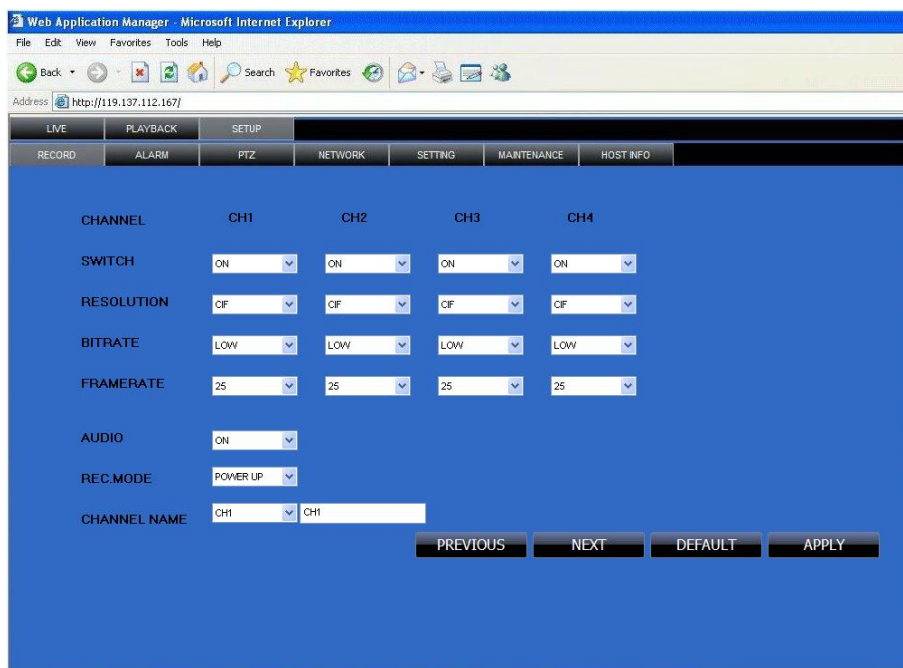 Web Application Manager - Microsoft Internet Explorer
File Edit View Favorites Tools Help
Back Search Favorites
Address http://119.137.112.167/
LIVE PLAYBACK SETUP
RECORD ALARM PTZ NETWORK SETTING MAINTENANCE HOST INFO
CHANNEL CH1 CH2 CH3 CH4
SWITCH ON ON ON ON
RESOLUTION CIF CIF CIF CIF
BITRATE LOW LOW LOW LOW
FRAMERATE 25 25 25 25
AUDIO ON
REC.MODE POWER UP
CHANNEL NAME CH1 CH1
PREVIOUS NEXT DEFAULT APPLY